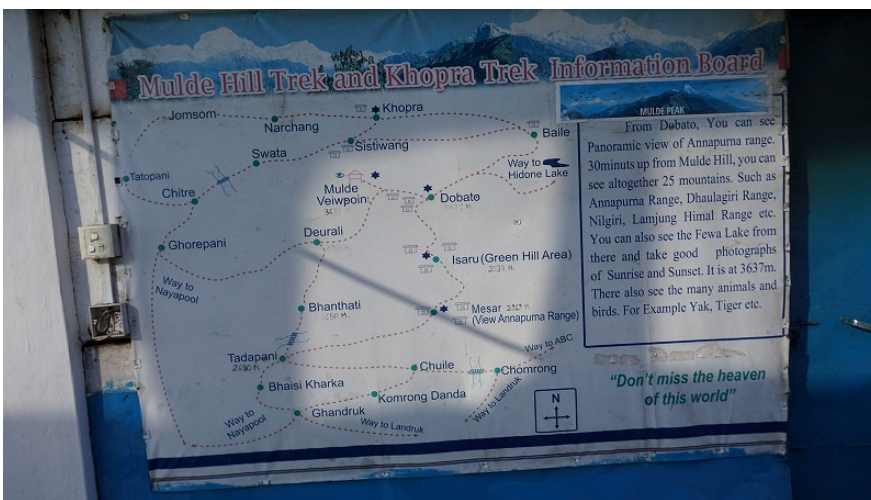 Mulde Hill Trek and Khopra Trek Information Board
MULDE PEAK
Jomsom
Narchang
Khopra
Baile
Swata
Sistiwang
Way to
Hidone Lake
Tatopani
Chitre
Mulde
Veiwpoin
Dobato
Ghorepani
Deurali
Isaru (Green Hill Area)
Way to
Nayapool
Bhanthati
Mesar
(View Annapurna Range)
Tadapani
Chuile
Chomrong
Way to ABC
Bhaisi Kharka
Komrong Danda
Ghandruk
Way to
Nayapool
Way to Landruk
Way to Landruk
N
From Dobato, You can see
Panoramic view of Annapurna range.
30minuts up from Mulde Hill, you can
see altogether 25 mountains. Such as
Annapurna Range, Dhaulagiri Range,
Nilgiri, Lamjung Himal Range etc.
You can also see the Fewa Lake from
there and take good photographs
of Sunrise and Sunset. It is at 3637m.
There also see the many animals and
birds. For Example Yak, Tiger etc.
“Don't miss the heaven
of this world”